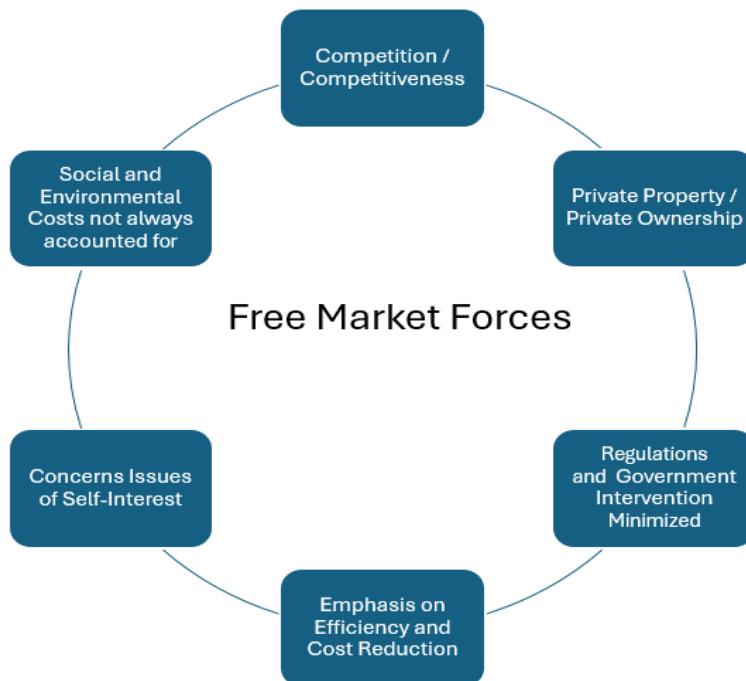 Competition /
Competitiveness
Private Property /
Private Ownership
Regulations
and Government
Intervention
Minimized
Emphasis on
Efficiency and
Cost Reduction
Concerns Issues
of Self-Interest
Social and
Environmental
Costs not always
accounted for
Free Market Forces